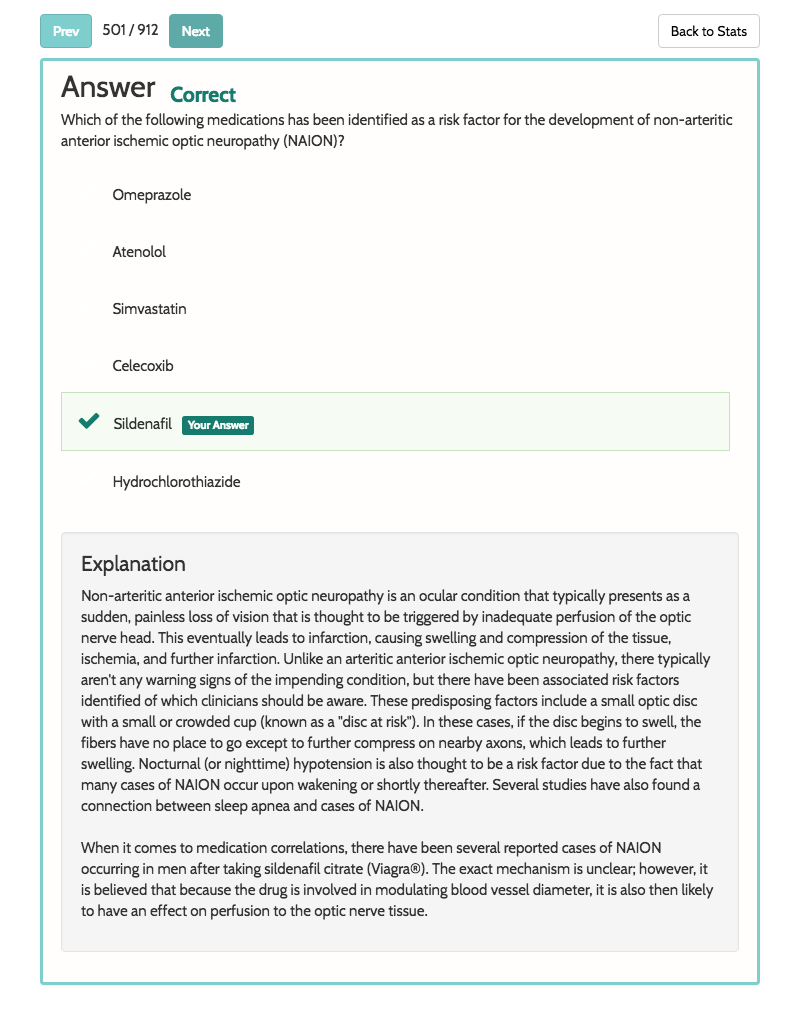 Prev 501 / 912 Next Back to Stats
Answer Correct
Which of the following medications has been identified as a risk factor for the development of non-arteritic
anterior ischemic optic neuropathy (NAION)?
Omeprazole
Atenolol
Simvastatin
Celecoxib
Sildenafil Your Answer
Hydrochlorothiazide
Explanation
Non-arteritic anterior ischemic optic neuropathy is an ocular condition that typically presents as a
sudden, painless loss of vision that is thought to be triggered by inadequate perfusion of the optic
nerve head. This eventually leads to infarction, causing swelling and compression of the tissue,
ischemia, and further infarction. Unlike an arteritic anterior ischemic optic neuropathy, there typically
aren't any warning signs of the impending condition, but there have been associated risk factors
identified of which clinicians should be aware. These predisposing factors include a small optic disc
with a small or crowded cup (known as a "disc at risk"). In these cases, if the disc begins to swell, the
fibers have no place to go except to further compress on nearby axons, which leads to further
swelling. Nocturnal (or nighttime) hypotension is also thought to be a risk factor due to the fact that
many cases of NAION occur upon wakening or shortly thereafter. Several studies have also found a
connection between sleep apnea and cases of NAION.
When it comes to medication correlations, there have been several reported cases of NAION
occurring in men after taking sildenafil citrate (Viagra®). The exact mechanism is unclear; however, it
is believed that because the drug is involved in modulating blood vessel diameter, it is also then likely
to have an effect on perfusion to the optic nerve tissue.